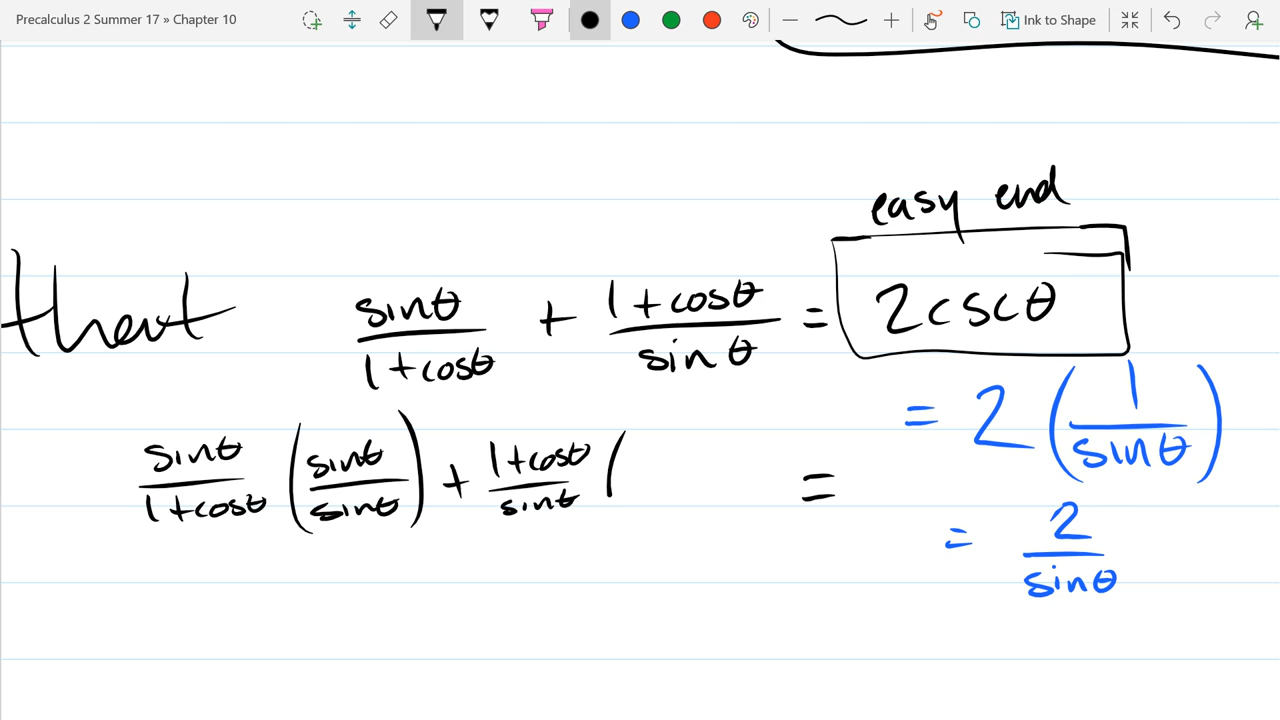 Precalculus 2 Summer 17 » Chapter 10 Ink to Shape
easy end
that sinθ/(1+cosθ) + (1+cosθ)/sinθ = 2cscθ
= 2(1/sinθ)
sinθ/(1+cosθ) (sinθ/sinθ) + (1+cosθ)/sinθ ( =
= 2/sinθ